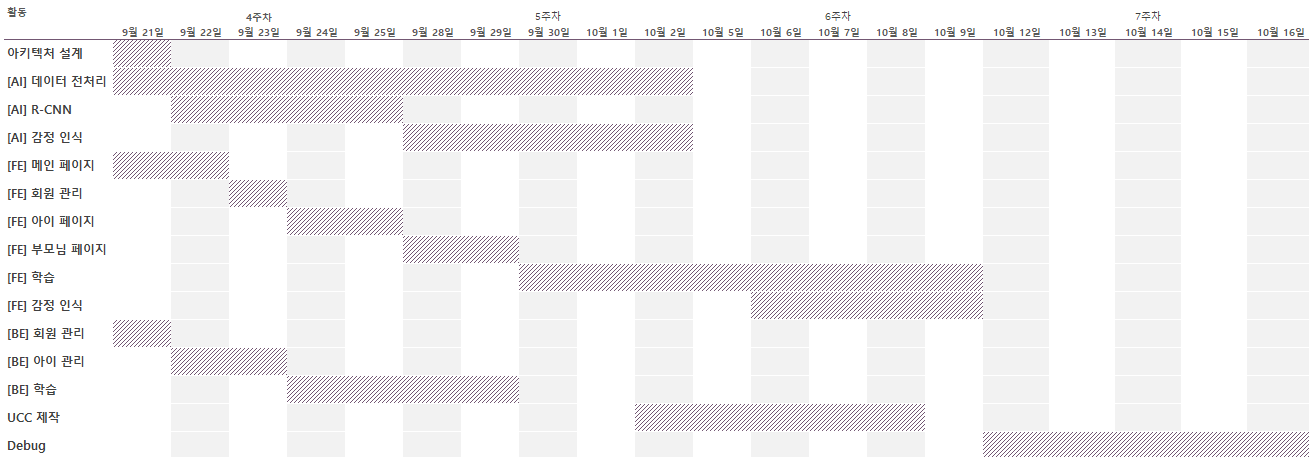 활동
4주차 5주차 6주차 7주차
9월 21일 9월 22일 9월 23일 9월 24일 9월 25일 9월 28일 9월 29일 9월 30일 10월 1일 10월 2일 10월 5일 10월 6일 10월 7일 10월 8일 10월 9일 10월 12일 10월 13일 10월 14일 10월 15일 10월 16일
아키텍처 설계
[AI] 데이터 전처리
[AI] R-CNN
[AI] 감정 인식
[FE] 메인 페이지
[FE] 회원 관리
[FE] 아이 페이지
[FE] 부모님 페이지
[FE] 학습
[FE] 감정 인식
[BE] 회원 관리
[BE] 아이 관리
[BE] 학습
UCC 제작
Debug